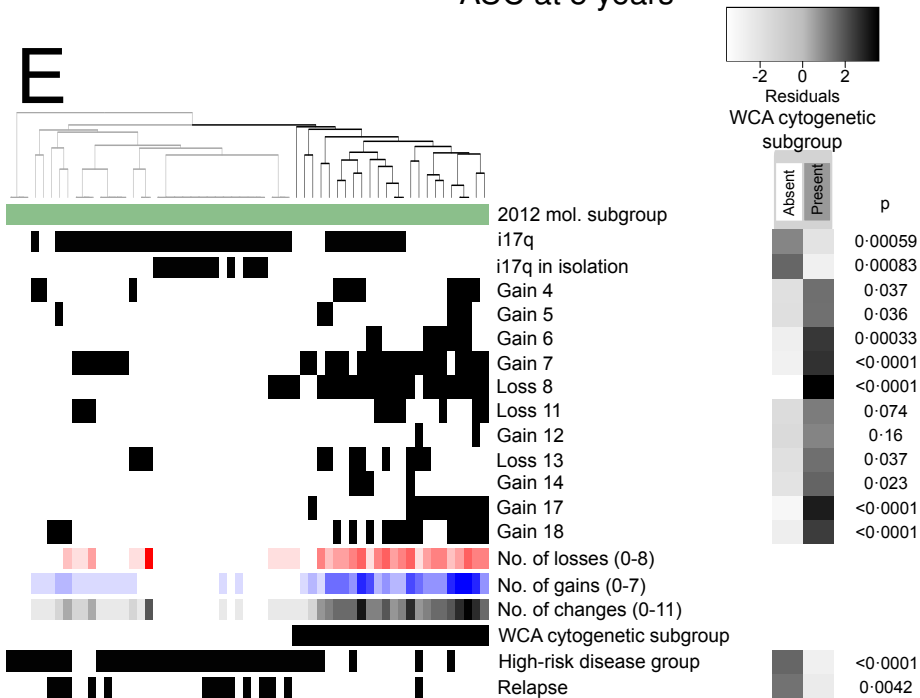 ASC at 5 years
E
-2 0 2
Residuals
WCA cytogenetic
subgroup
Absent
Present
p
2012 mol. subgroup
i17q 0·00059
i17q in isolation 0·00083
Gain 4 0·037
Gain 5 0·036
Gain 6 0·00033
Gain 7 <0·0001
Loss 8 <0·0001
Loss 11 0·074
Gain 12 0·16
Loss 13 0·037
Gain 14 0·023
Gain 17 <0·0001
Gain 18 <0·0001
No. of losses (0-8)
No. of gains (0-7)
No. of changes (0-11)
WCA cytogenetic subgroup
High-risk disease group <0·0001
Relapse 0·0042